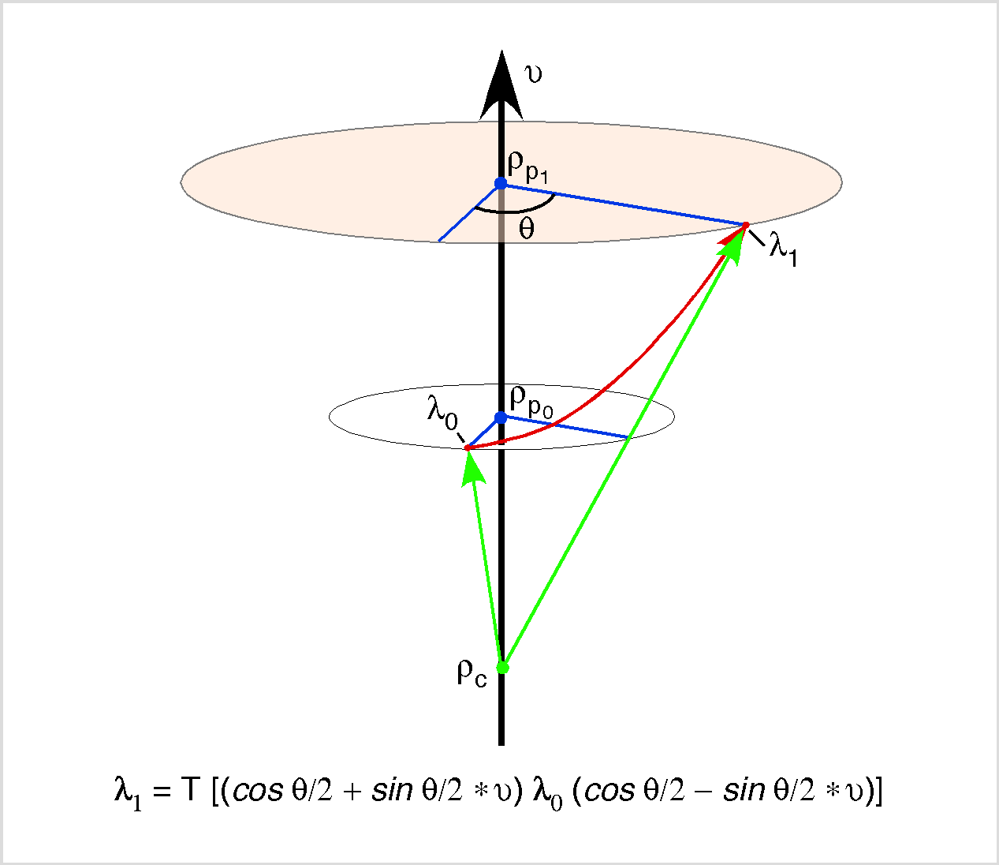 υ
ρp₁
θ
λ₁
ρp₀
λ₀
ρc
λ₁ = T [(cos θ/2 + sin θ/2 * υ) λ₀ (cos θ/2 − sin θ/2 * υ)]